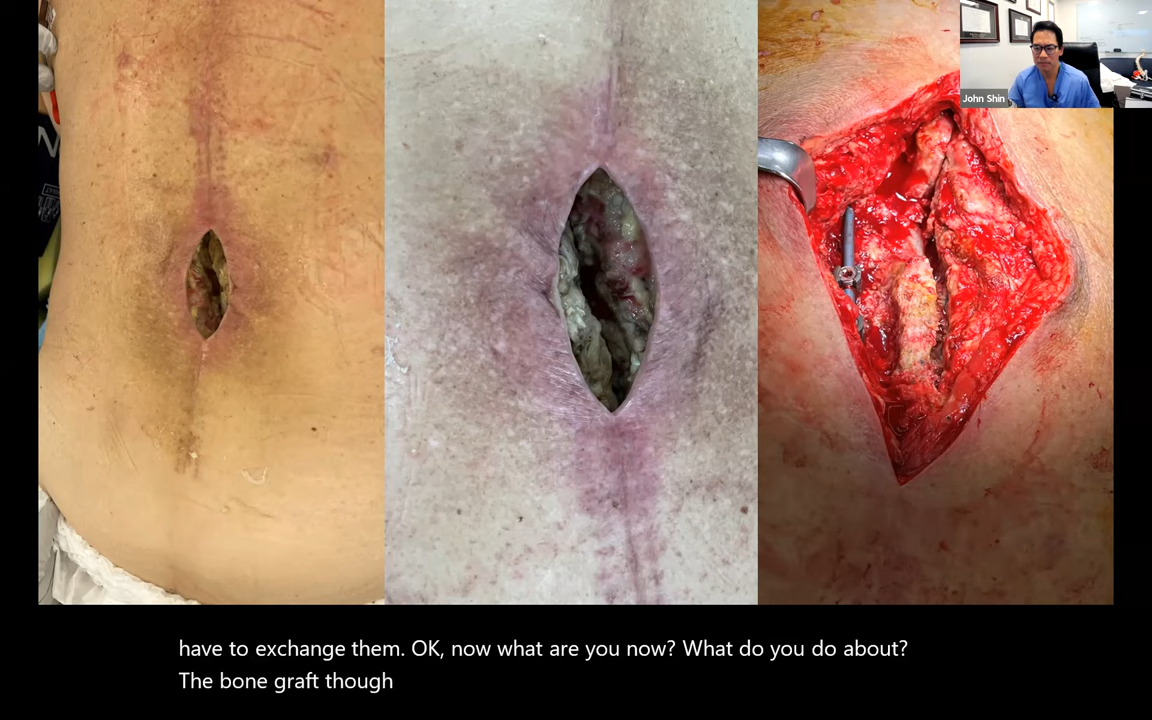 John Shin
have to exchange them. OK, now what are you now? What do you do about?
The bone graft though